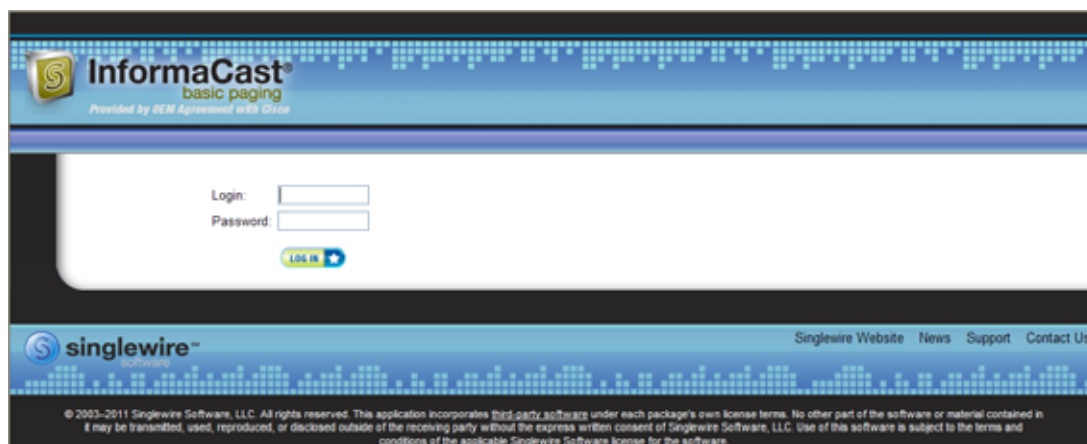 InformaCast®
basic paging
Provided by OEM Agreement with Cisco
Login:
Password:
LOG IN
S singlewire™
software
Singlewire Website News Support Contact Us
© 2003–2011 Singlewire Software, LLC. All rights reserved. This application incorporates third-party software under each package's own license terms. No other part of the software or material contained in
it may be transmitted, used, reproduced, or disclosed outside of the receiving party without the express written consent of Singlewire Software, LLC. Use of this software is subject to the terms and
conditions of the applicable Singlewire Software license for the software.